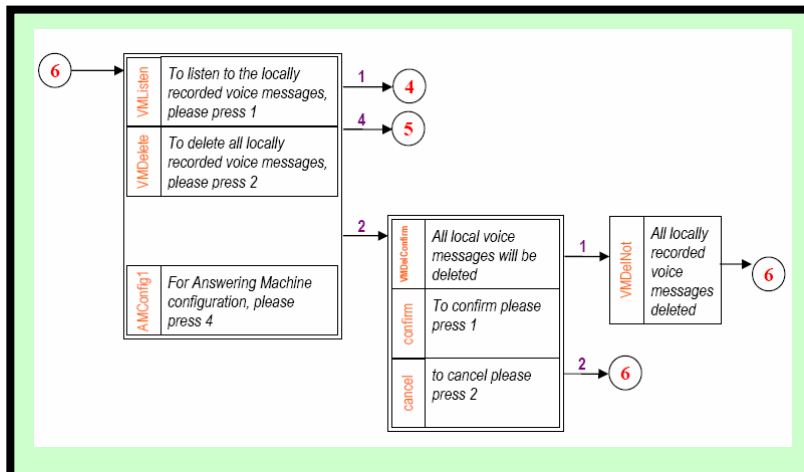 6
VMListen
To listen to the locally
recorded voice messages,
please press 1
1
4
4
5
VMDelete
To delete all locally
recorded voice messages,
please press 2
2
AMConfig1
For Answering Machine
configuration, please
press 4
VMDelConfirm
All local voice
messages will be
deleted
1
VMDelNot
All locally
recorded
voice
messages
deleted
6
confirm
To confirm please
press 1
cancel
to cancel please
press 2
2
6